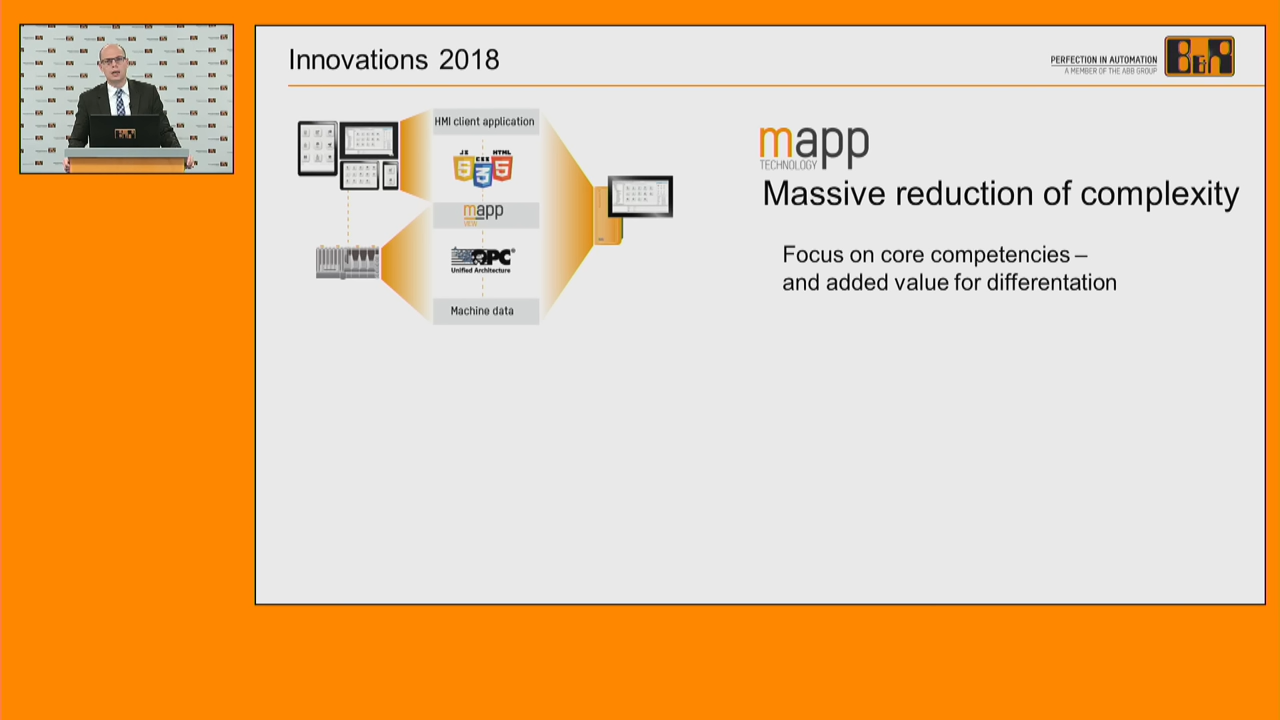 Innovations 2018
PERFECTION IN AUTOMATION
A MEMBER OF THE ABB GROUP
B&R
HMI client application
JS CSS HTML
5 3 5
mapp
VIEW
OPC
Unified Architecture
Machine data
mapp
TECHNOLOGY
Massive reduction of complexity
Focus on core competencies –
and added value for differentation